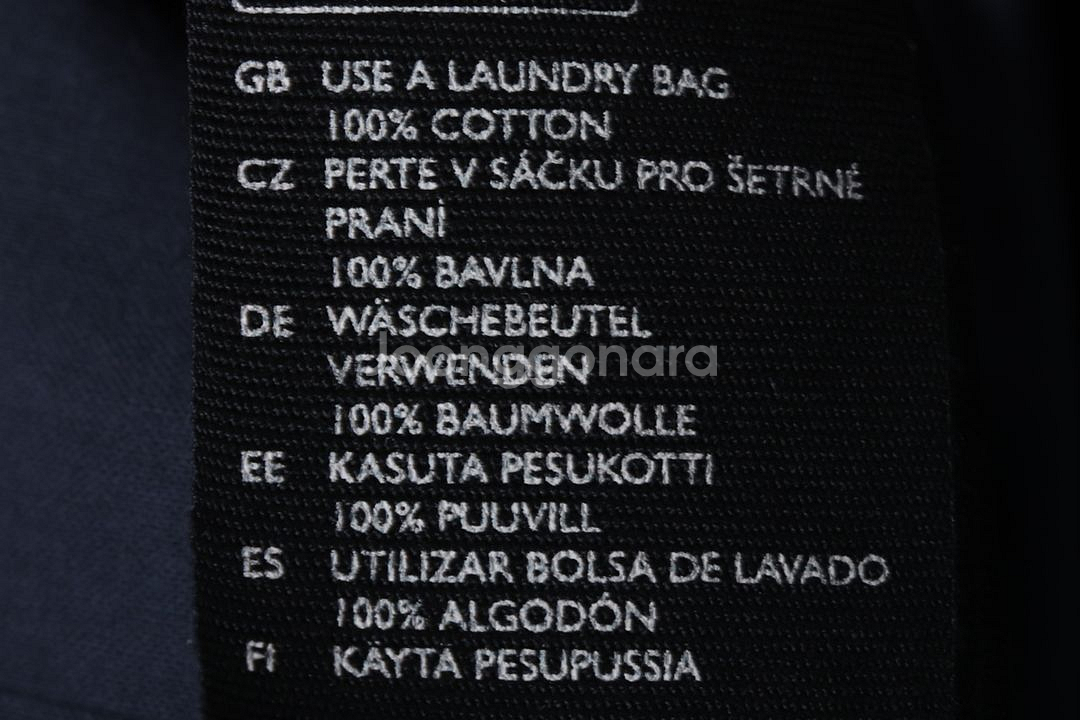 GB USE A LAUNDRY BAG
100% COTTON
CZ PERTE V SÁČKU PRO ŠETRNÉ
PRANÍ
100% BAVLNA
DE WÄSCHEBEUTEL
VERWENDEN
100% BAUMWOLLE
EE KASUTA PESUKOTTI
100% PUUVILL
ES UTILIZAR BOLSA DE LAVADO
100% ALGODÓN
FI KÄYTÄ PESUPUSSIA